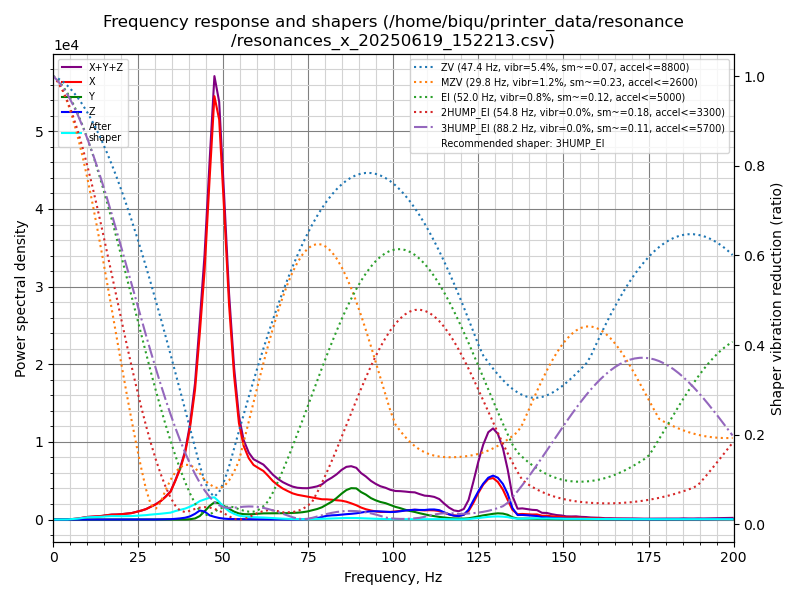 Frequency response and shapers (/home/biqu/printer_data/resonance
/resonances_x_20250619_152213.csv)
1e4
X+Y+Z
X
Y
Z
After
shaper
ZV (47.4 Hz, vibr=5.4%, sm~=0.07, accel<=8800)
MZV (29.8 Hz, vibr=1.2%, sm~=0.23, accel<=2600)
EI (52.0 Hz, vibr=0.8%, sm~=0.12, accel<=5000)
2HUMP_EI (54.8 Hz, vibr=0.0%, sm~=0.18, accel<=3300)
3HUMP_EI (88.2 Hz, vibr=0.0%, sm~=0.11, accel<=5700)
Recommended shaper: 3HUMP_EI
Power spectral density
5
4
3
2
1
0
1.0
0.8
0.6
0.4
0.2
0.0
Shaper vibration reduction (ratio)
0 25 50 75 100 125 150 175 200
Frequency, Hz